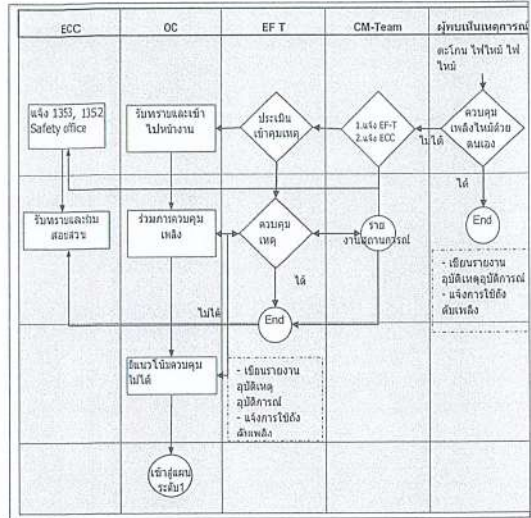 ECC
OC
EF T
CM-Team
ผู้พบเห็นเหตุการณ์
ตะโกน ไฟไหม้ ไฟ
ไหม้
แจ้ง 1353, 1352
Safety office
รับทราบและเข้า
ไปหน้างาน
ประเมิน
เข้าคุมเหตุ
1.แจ้ง EF-T
2.แจ้ง ECC
ควบคุม
เพลิงไหม้ด้วย
ตนเอง
ไม่ได้
ได้
รับทราบและทีม
สอบสวน
ร่วมการควบคุม
เพลิง
ควบคุม
เหตุ
ราย
งานสถานการณ์
End
ได้
- เขียนรายงาน
อุบัติเหตุอุบัติการณ์
- แจ้งการใช้ถัง
ดับเพลิง
ไม่ได้
End
มีแนวโน้มควบคุม
ไม่ได้
- เขียนรายงาน
อุบัติเหตุ
อุบัติการณ์
- แจ้งการใช้ถัง
ดับเพลิง
เข้าสู่แผน
ระดับ1